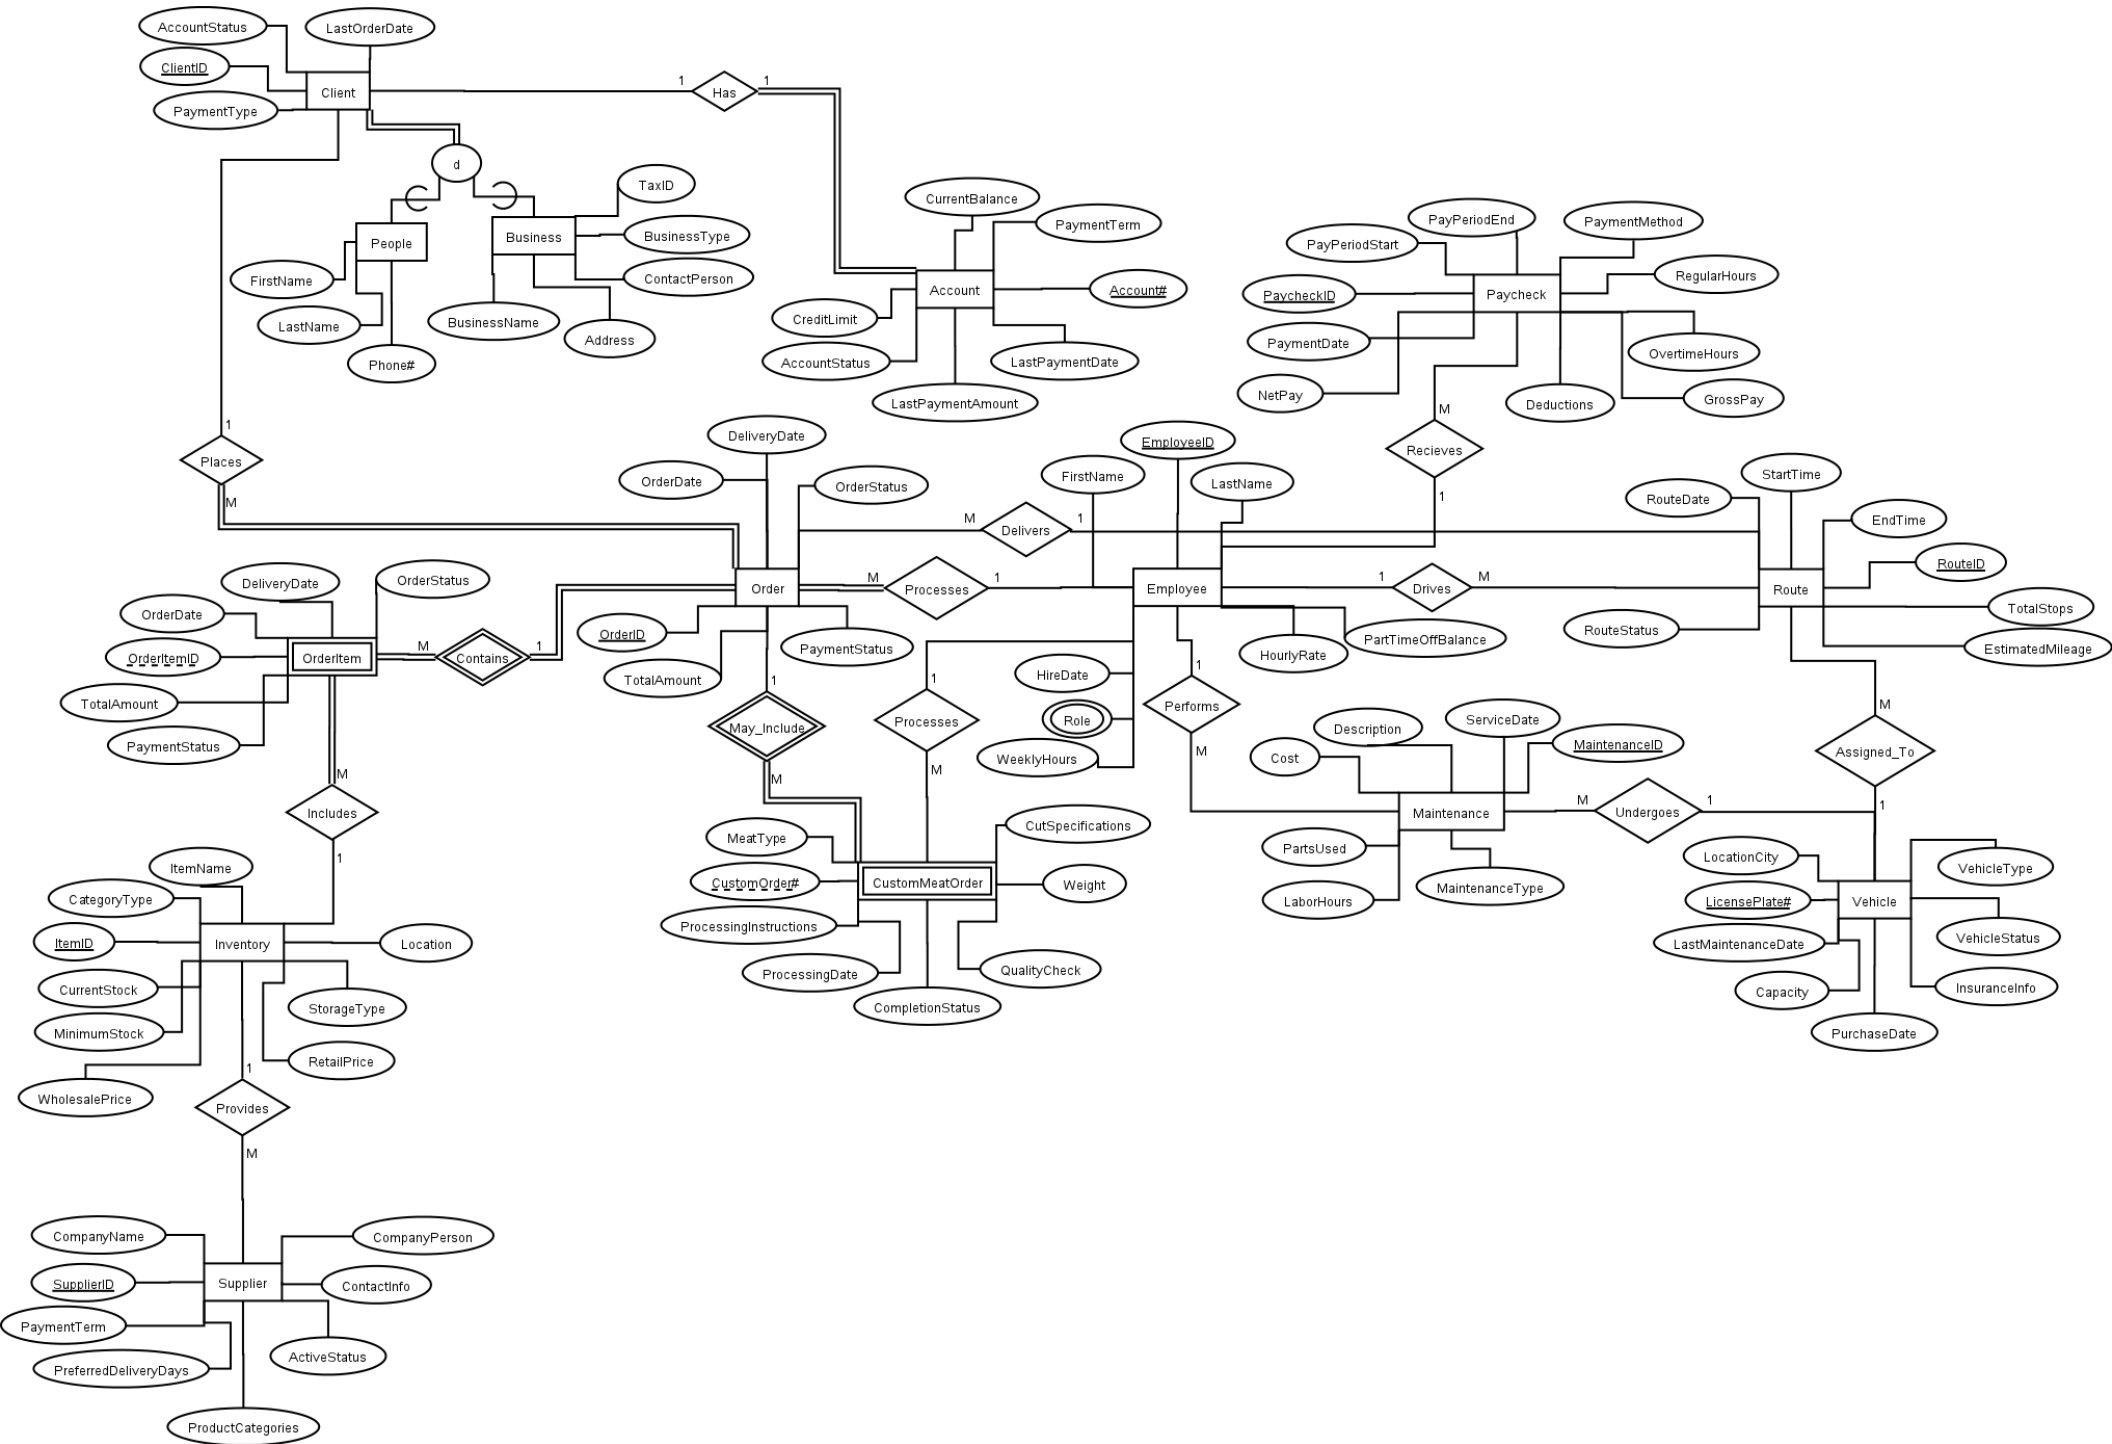 AccountStatus
LastOrderDate
ClientID
Client
PaymentType
1
Has
1
d
TaxID
People
Business
BusinessType
ContactPerson
FirstName
LastName
BusinessName
Address
Phone#
CurrentBalance
PaymentTerm
Account
Account#
CreditLimit
AccountStatus
LastPaymentDate
LastPaymentAmount
PayPeriodStart
PayPeriodEnd
PaymentMethod
RegularHours
PaycheckID
Paycheck
PaymentDate
OvertimeHours
NetPay
Deductions
GrossPay
1
Places
M
M
Recieves
1
DeliveryDate
OrderDate
OrderStatus
EmployeeID
FirstName
LastName
M
Delivers
1
StartTime
RouteDate
EndTime
RouteID
Order
M
Processes
1
Employee
1
Drives
M
Route
TotalStops
RouteStatus
EstimatedMileage
OrderID
PaymentStatus
TotalAmount
PartTimeOffBalance
HourlyRate
HireDate
Role
WeeklyHours
DeliveryDate
OrderStatus
OrderDate
OrderItemID
OrderItem
M
Contains
1
TotalAmount
PaymentStatus
1
May_Include
M
1
Processes
M
1
Performs
M
M
Assigned_To
1
Description
ServiceDate
Cost
MaintenanceID
Maintenance
M
Undergoes
1
PartsUsed
MaintenanceType
LaborHours
M
Includes
1
MeatType
CutSpecifications
CustomOrder#
CustomMeatOrder
Weight
ProcessingInstructions
ProcessingDate
QualityCheck
CompletionStatus
LocationCity
VehicleType
LicensePlate#
Vehicle
VehicleStatus
LastMaintenanceDate
Capacity
InsuranceInfo
PurchaseDate
ItemName
CategoryType
ItemID
Inventory
Location
CurrentStock
StorageType
MinimumStock
RetailPrice
WholesalePrice
1
Provides
M
CompanyName
CompanyPerson
SupplierID
Supplier
ContactInfo
PaymentTerm
PreferredDeliveryDays
ActiveStatus
ProductCategories